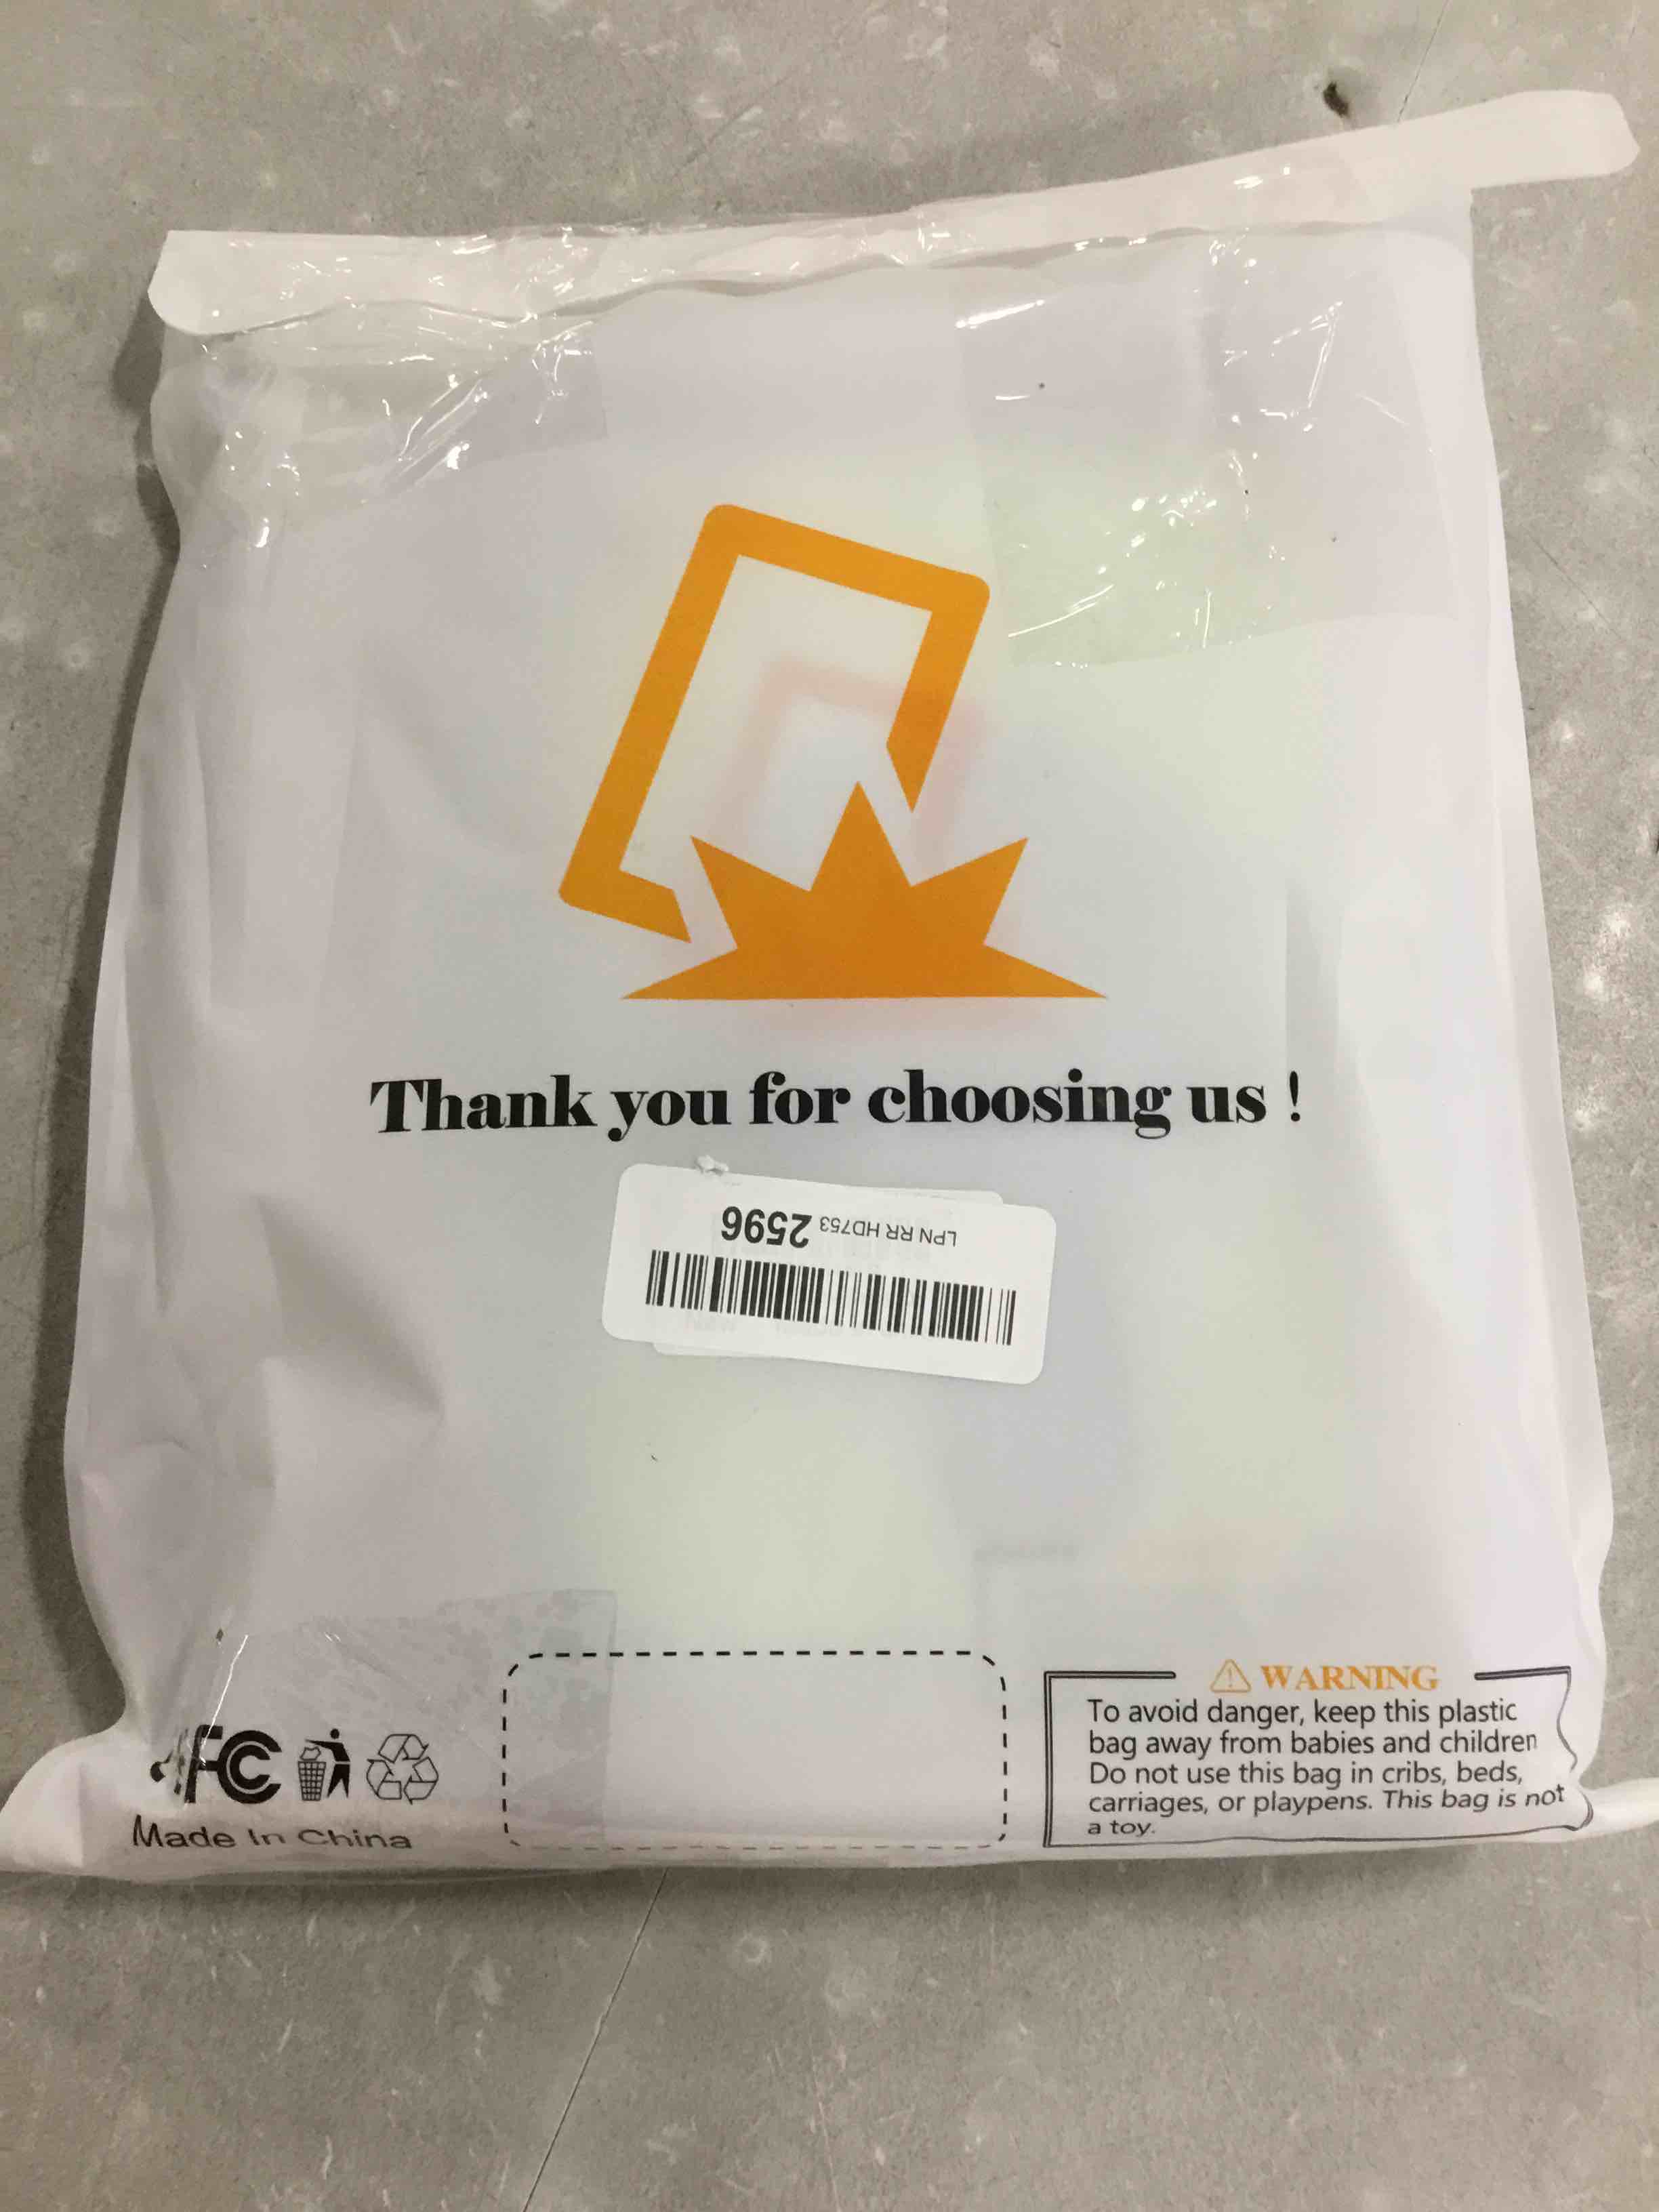 Thank you for choosing us !
LPN RR HD753 2596
FC
Made In China
WARNING
To avoid danger, keep this plastic
bag away from babies and children
Do not use this bag in cribs, beds,
carriages, or playpens. This bag is not
a toy.